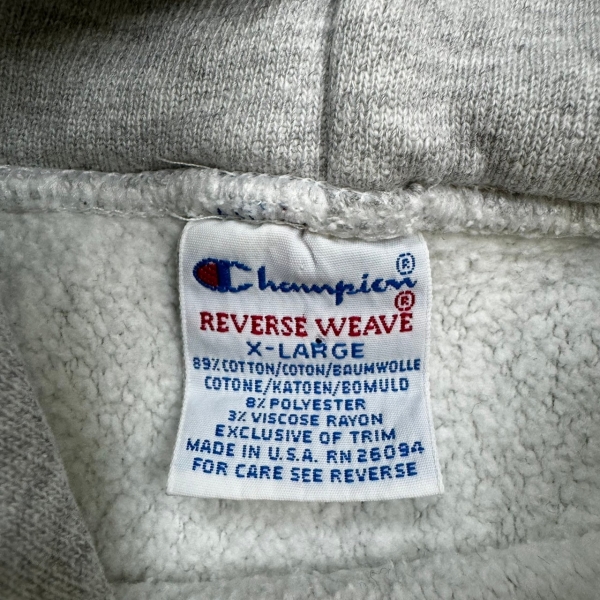 Champion®
REVERSE WEAVE®
X-LARGE
89% COTTON/COTON/BAUMWOLLE
COTONE/KATOEN/BOMULD
8% POLYESTER
3% VISCOSE RAYON
EXCLUSIVE OF TRIM
MADE IN U.S.A. RN 26094
FOR CARE SEE REVERSE